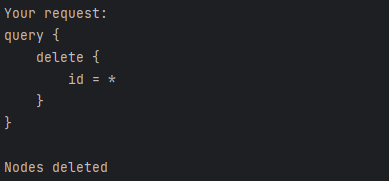 Your request:
query {
    delete {
        id = *
    }
}

Nodes deleted